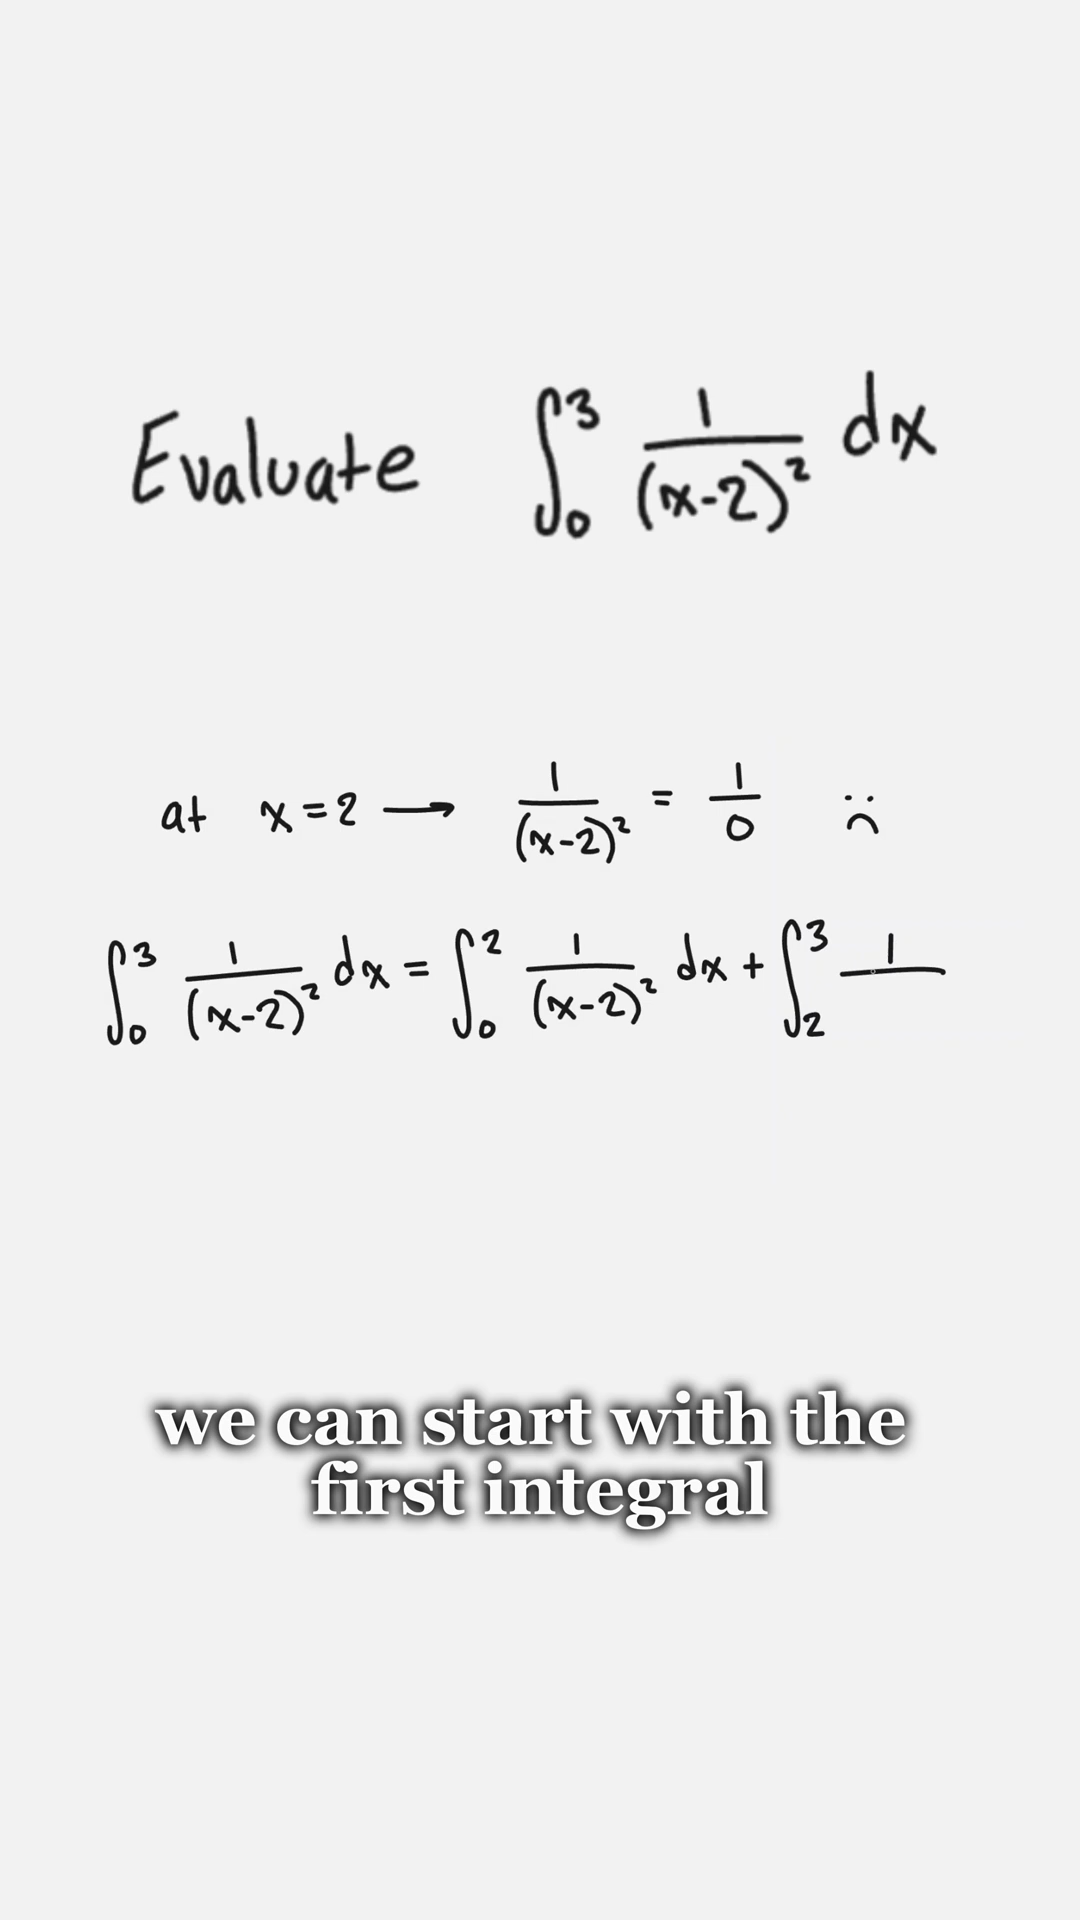 Evaluate ∫₀³ 1/(x-2)² dx
at x=2 → 1/(x-2)² = 1/0 :(
∫₀³ 1/(x-2)² dx = ∫₀² 1/(x-2)² dx + ∫₂³ 1/
we can start with the
first integral